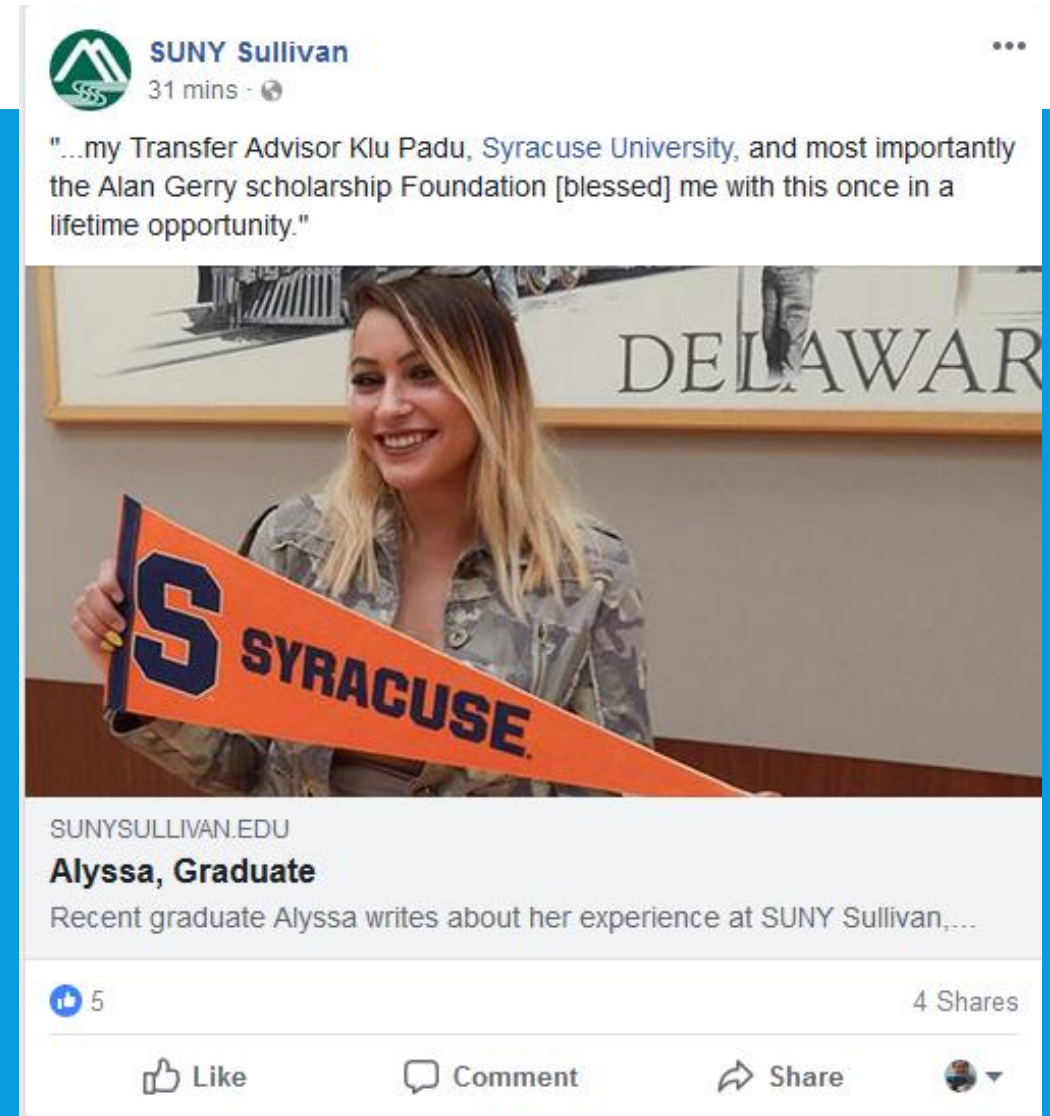 SUNY Sullivan
31 mins ·
"...my Transfer Advisor Klu Padu, Syracuse University, and most importantly
the Alan Gerry scholarship Foundation [blessed] me with this once in a
lifetime opportunity."
DELAWAR
S SYRACUSE
SUNYSULLIVAN.EDU
Alyssa, Graduate
Recent graduate Alyssa writes about her experience at SUNY Sullivan,...
5 4 Shares
Like Comment Share